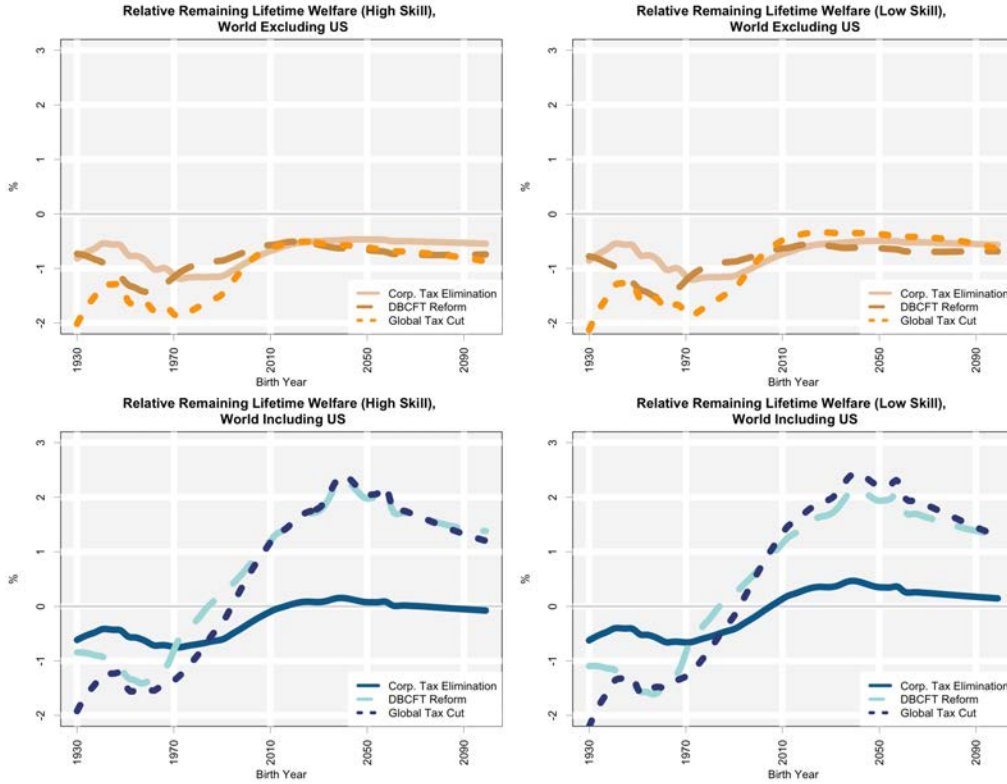 Relative Remaining Lifetime Welfare (High Skill),
World Excluding US
3
2
1
0
-1
-2
%
Corp. Tax Elimination
DBCFT Reform
Global Tax Cut
1930
1970
2010
2050
2090
Birth Year
Relative Remaining Lifetime Welfare (Low Skill),
World Excluding US
3
2
1
0
-1
-2
%
Corp. Tax Elimination
DBCFT Reform
Global Tax Cut
1930
1970
2010
2050
2090
Birth Year
Relative Remaining Lifetime Welfare (High Skill),
World Including US
3
2
1
0
-1
-2
%
Corp. Tax Elimination
DBCFT Reform
Global Tax Cut
1930
1970
2010
2050
2090
Birth Year
Relative Remaining Lifetime Welfare (Low Skill),
World Including US
3
2
1
0
-1
-2
%
Corp. Tax Elimination
DBCFT Reform
Global Tax Cut
1930
1970
2010
2050
2090
Birth Year